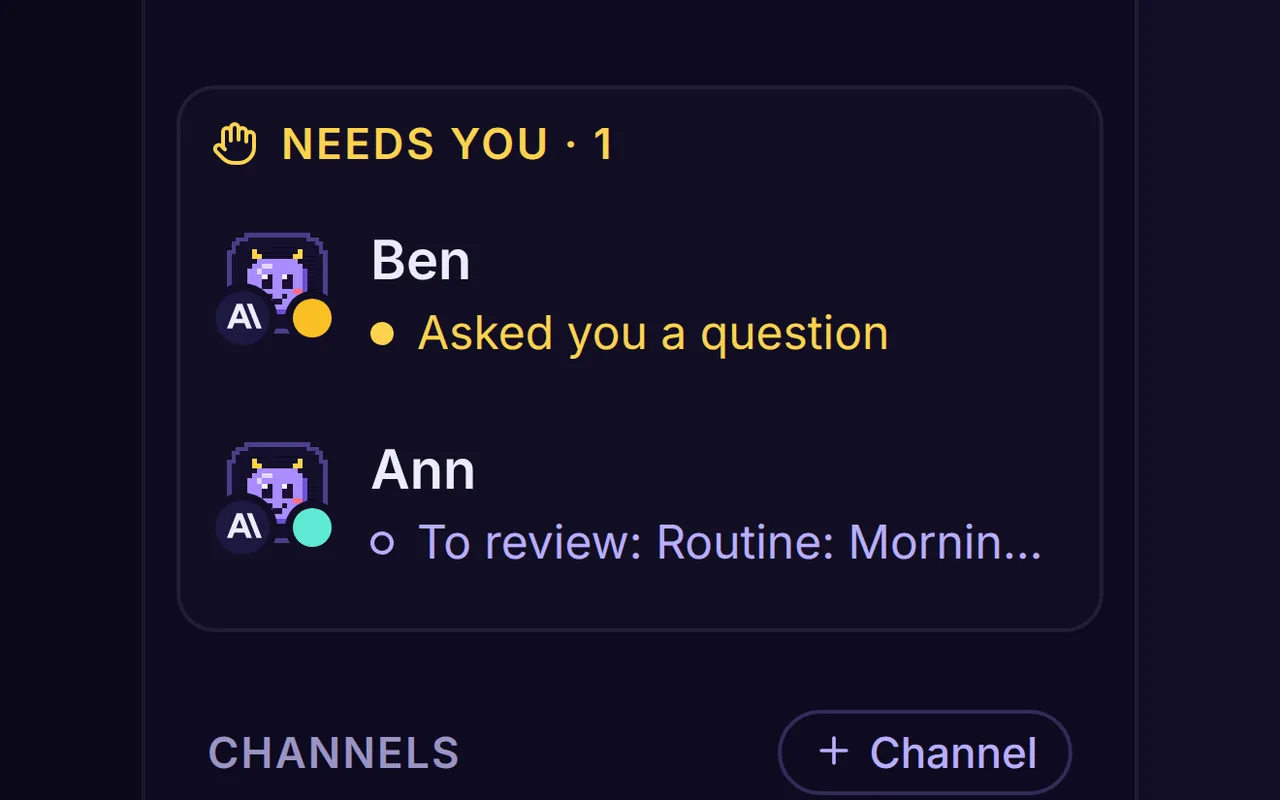 NEEDS YOU · 1
Ben
Asked you a question
Ann
To review: Routine: Mornin...
CHANNELS
+ Channel